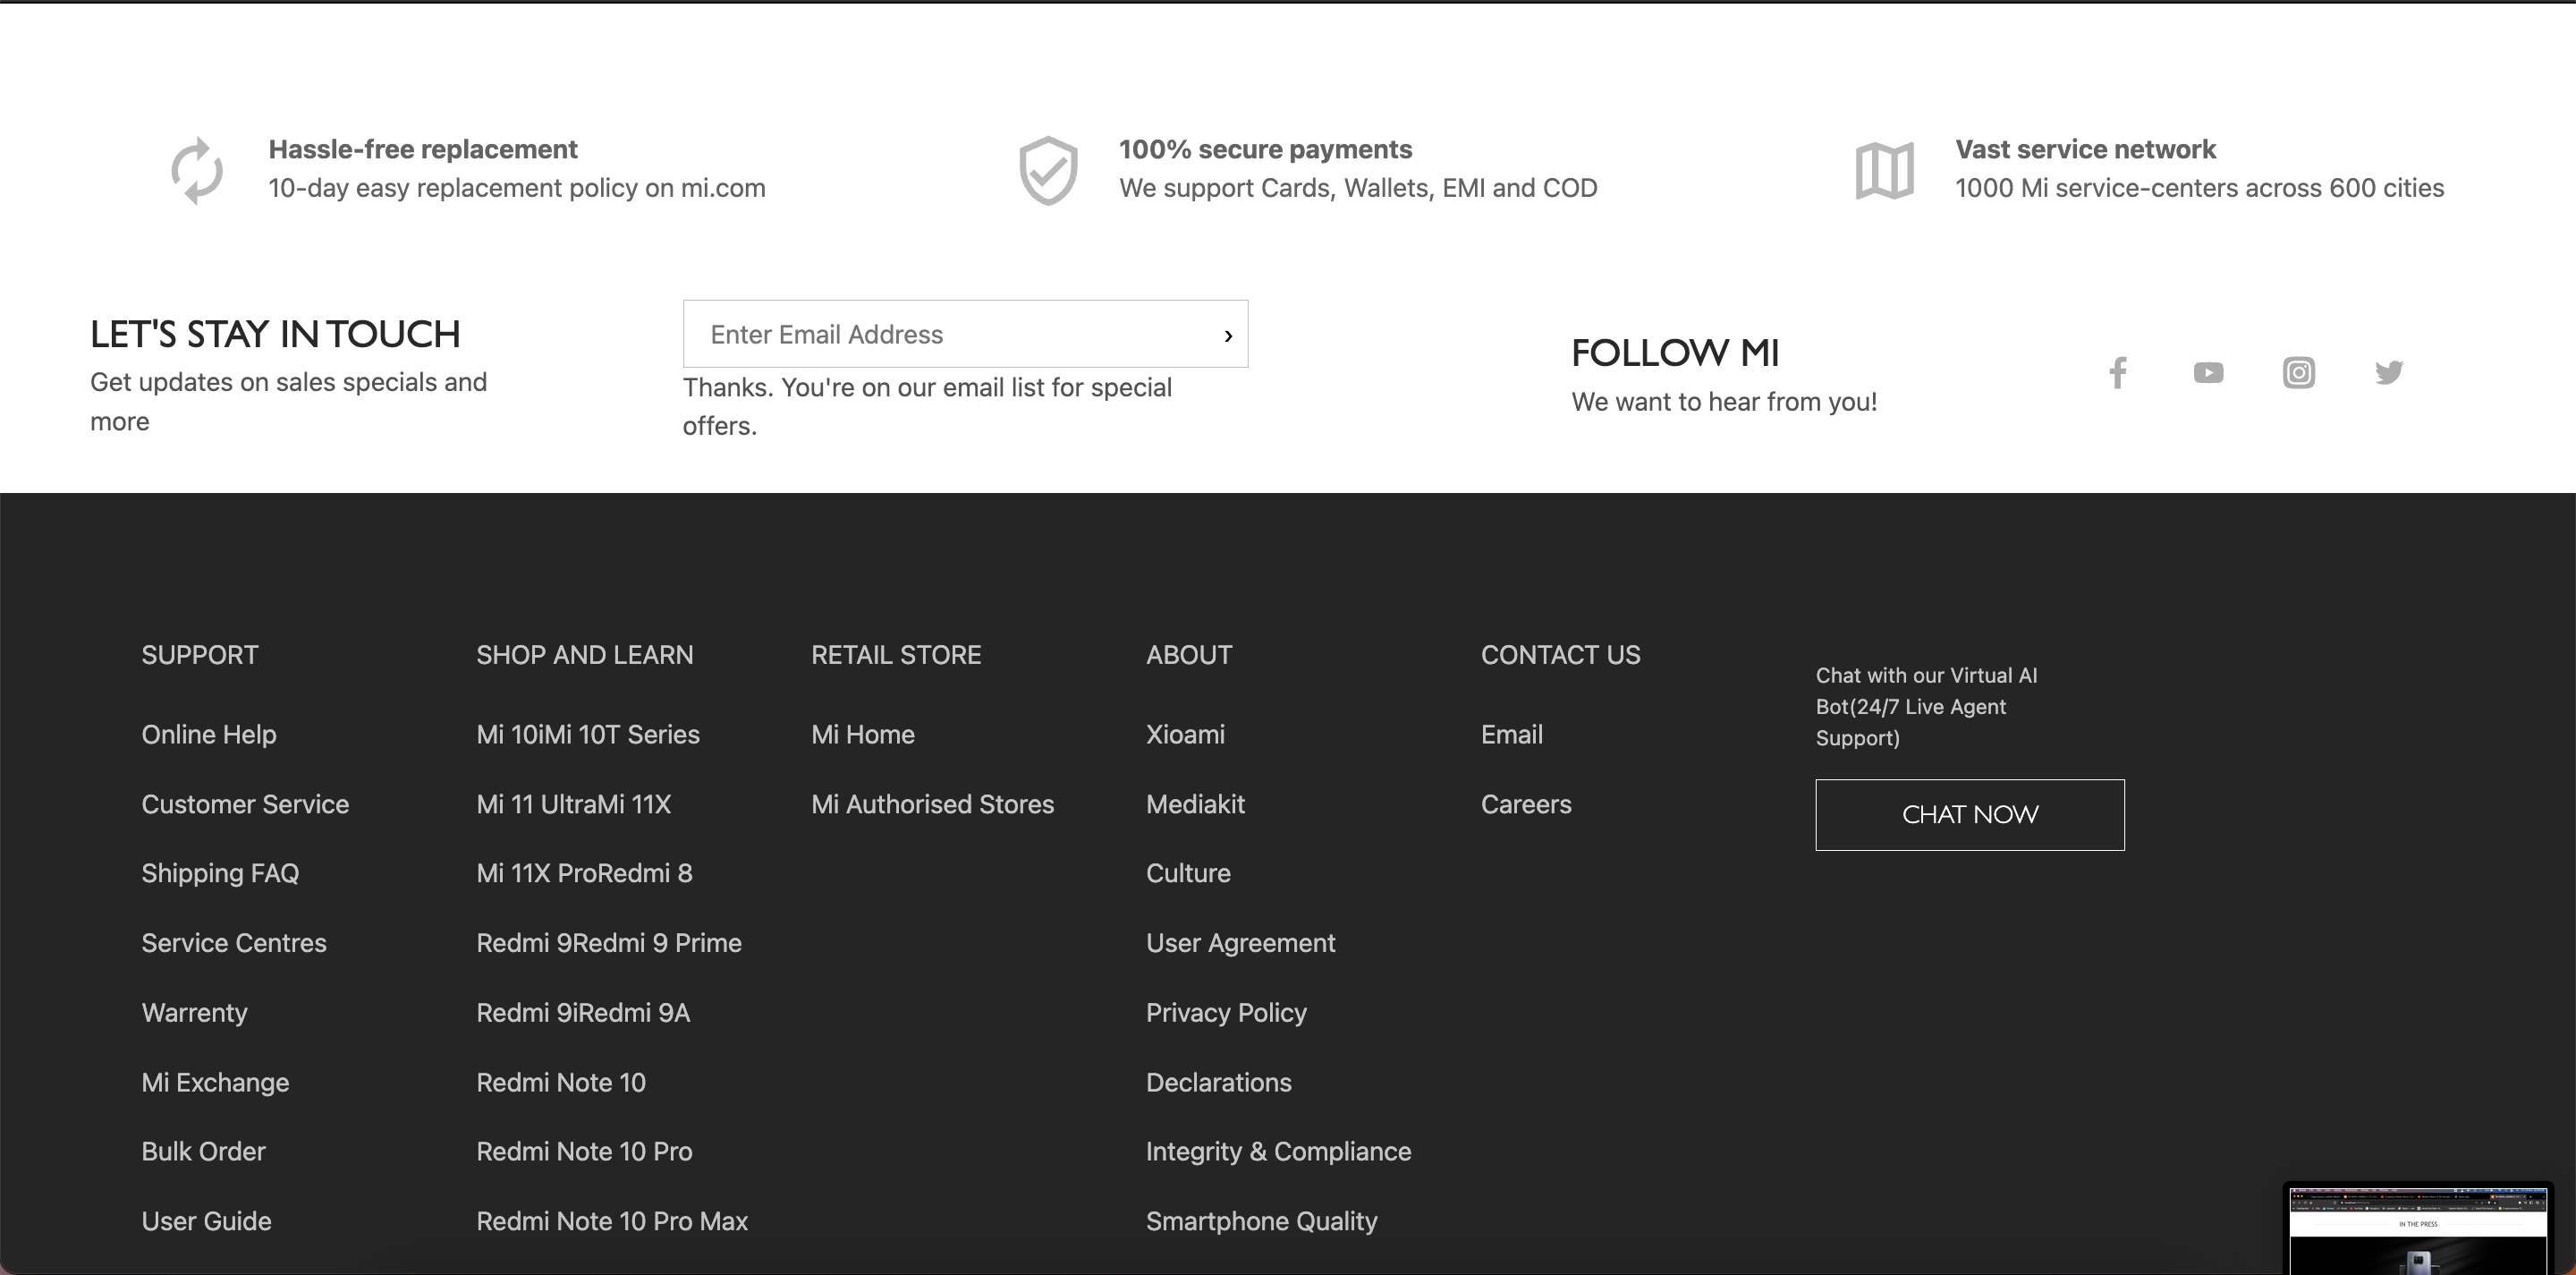 Hassle-free replacement
10-day easy replacement policy on mi.com
100% secure payments
We support Cards, Wallets, EMI and COD
Vast service network
1000 Mi service-centers across 600 cities
LET'S STAY IN TOUCH
Get updates on sales specials and
more
Enter Email Address
Thanks. You're on our email list for special
offers.
FOLLOW MI
We want to hear from you!
SUPPORT
Online Help
Customer Service
Shipping FAQ
Service Centres
Warrenty
Mi Exchange
Bulk Order
User Guide
SHOP AND LEARN
Mi 10iMi 10T Series
Mi 11 UltraMi 11X
Mi 11X ProRedmi 8
Redmi 9Redmi 9 Prime
Redmi 9iRedmi 9A
Redmi Note 10
Redmi Note 10 Pro
Redmi Note 10 Pro Max
RETAIL STORE
Mi Home
Mi Authorised Stores
ABOUT
Xioami
Mediakit
Culture
User Agreement
Privacy Policy
Declarations
Integrity & Compliance
Smartphone Quality
CONTACT US
Email
Careers
Chat with our Virtual AI
Bot(24/7 Live Agent
Support)
CHAT NOW
IN THE PRESS